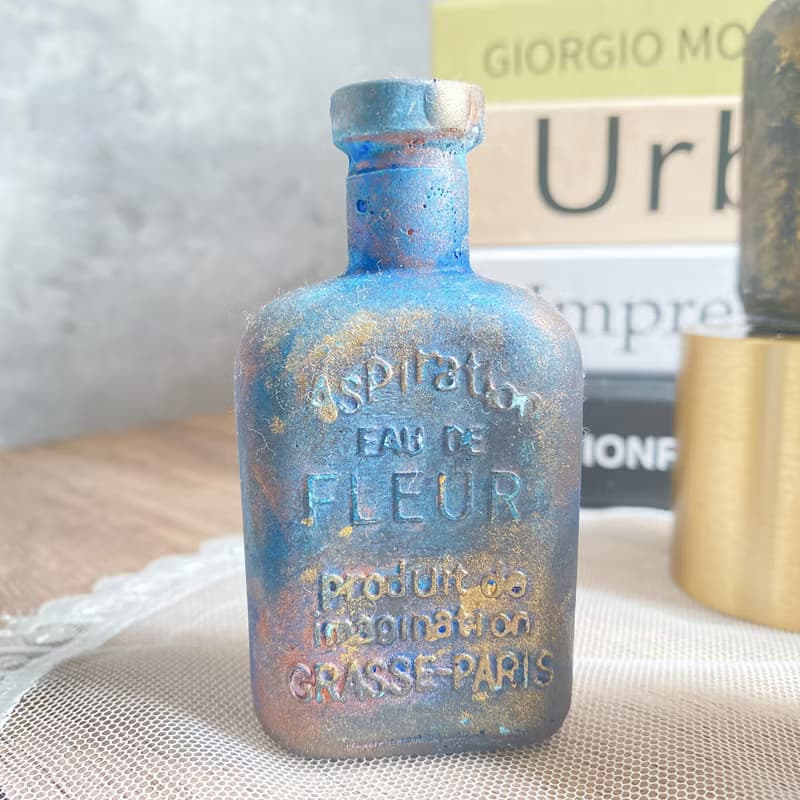 GIORGIO MO
Urb
Impre
IONF
Aspiration
EAU DE
FLEUR
produit de
imagination
GRASSE-PARIS